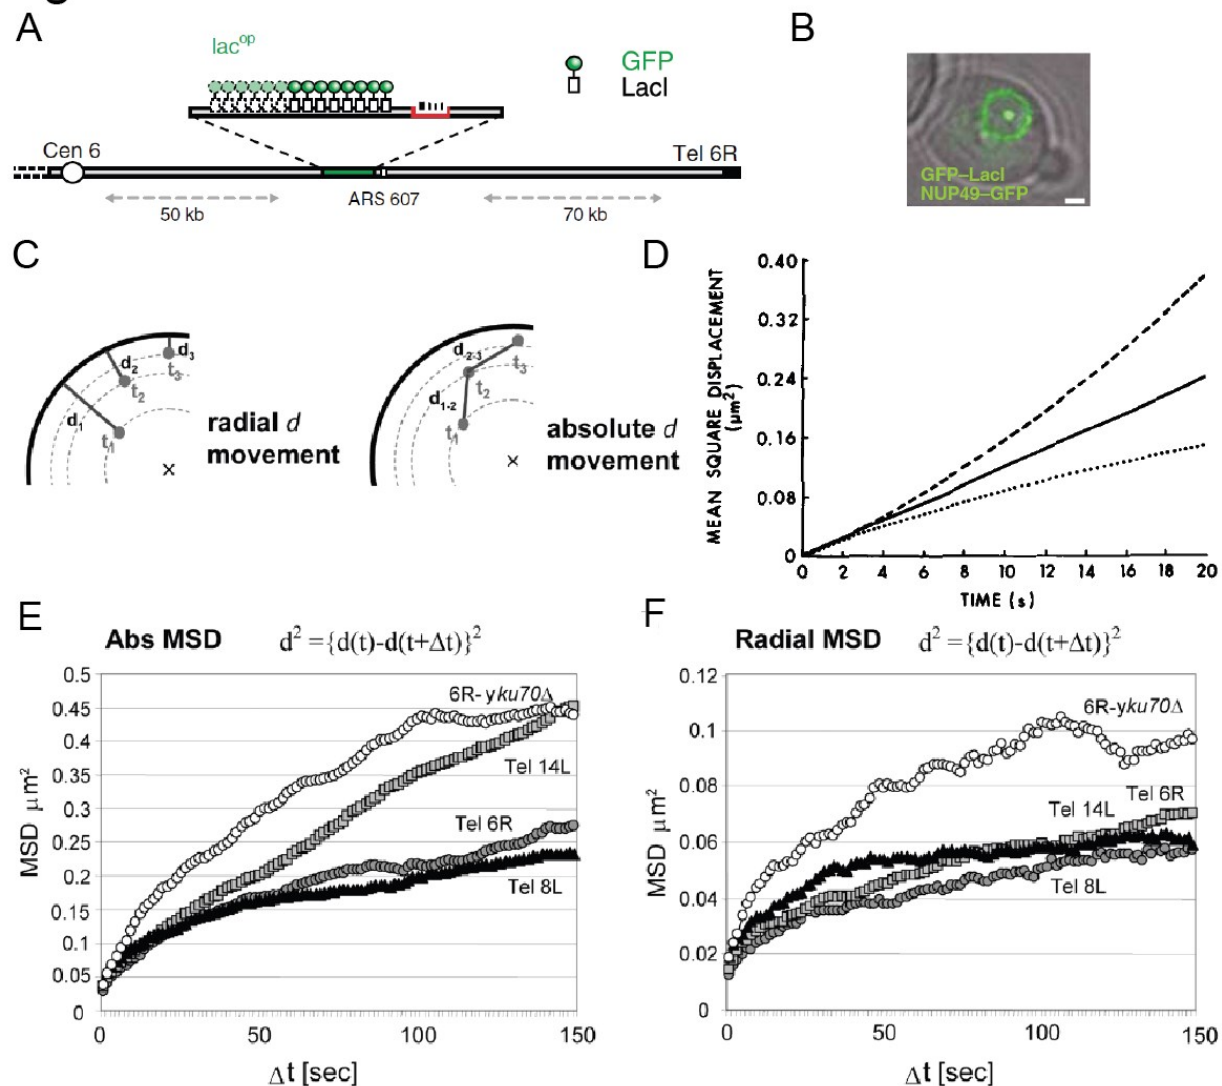 A
lac^op
GFP
LacI
Cen 6
Tel 6R
ARS 607
50 kb
70 kb
B
GFP–LacI
NUP49–GFP
C
d₁
d₂
d₃
t₁
t₂
t₃
radial d
movement
d₁₋₂
d₂₋₃
t₁
t₂
t₃
absolute d
movement
D
MEAN SQUARE DISPLACEMENT
(μm²)
0.40
0.32
0.24
0.16
0.08
0
0 2 4 6 8 10 12 14 16 18 20
TIME (s)
E
Abs MSD d² ={d(t)-d(t+Δt)}²
MSD μm²
0.5
0.45
0.4
0.35
0.3
0.25
0.2
0.15
0.1
0.05
0
6R-yku70Δ
Tel 14L
Tel 6R
Tel 8L
0 50 100 150
Δt [sec]
F
Radial MSD d² ={d(t)-d(t+Δt)}²
MSD μm²
0.12
0.1
0.08
0.06
0.04
0.02
0
6R-yku70Δ
Tel 14L
Tel 6R
Tel 8L
0 50 100 150
Δt [sec]